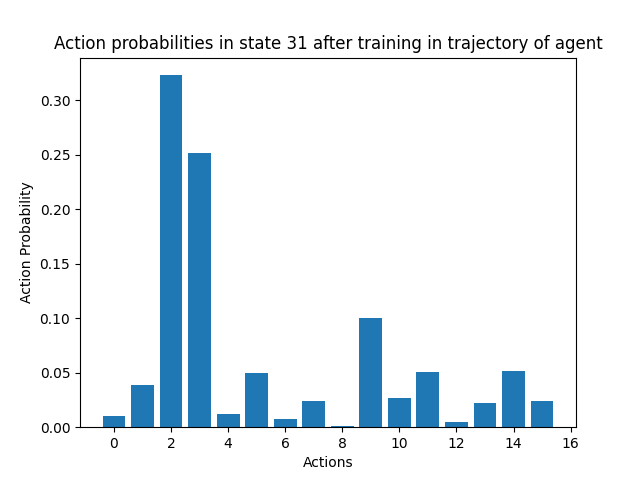 Action probabilities in state 31 after training in trajectory of agent
0.30
0.25
0.20
0.15
0.10
0.05
0.00
Action Probability
0 2 4 6 8 10 12 14 16
Actions